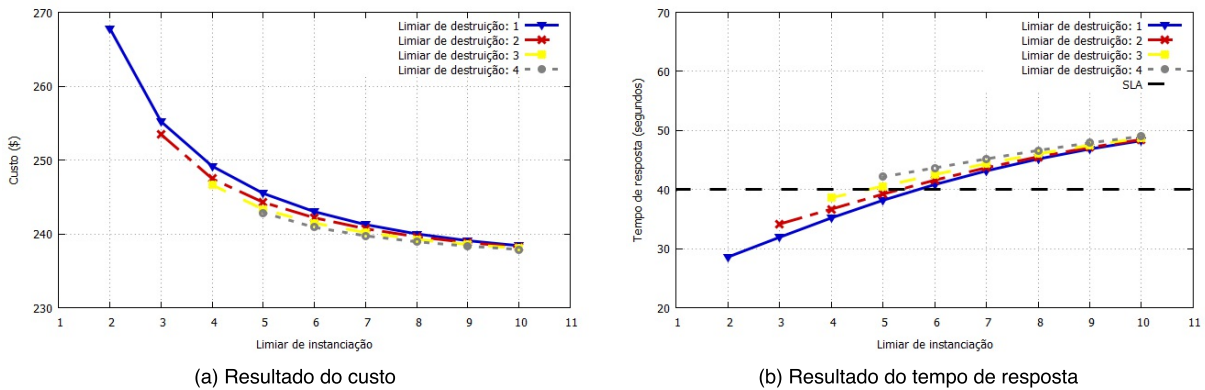 270
260
250
240
230
Custo ($)
1 2 3 4 5 6 7 8 9 10 11
Limiar de instanciação
Limiar de destruição: 1
Limiar de destruição: 2
Limiar de destruição: 3
Limiar de destruição: 4
(a) Resultado do custo
70
60
50
40
30
20
Tempo de resposta (segundos)
1 2 3 4 5 6 7 8 9 10 11
Limiar de instanciação
Limiar de destruição: 1
Limiar de destruição: 2
Limiar de destruição: 3
Limiar de destruição: 4
SLA
(b) Resultado do tempo de resposta